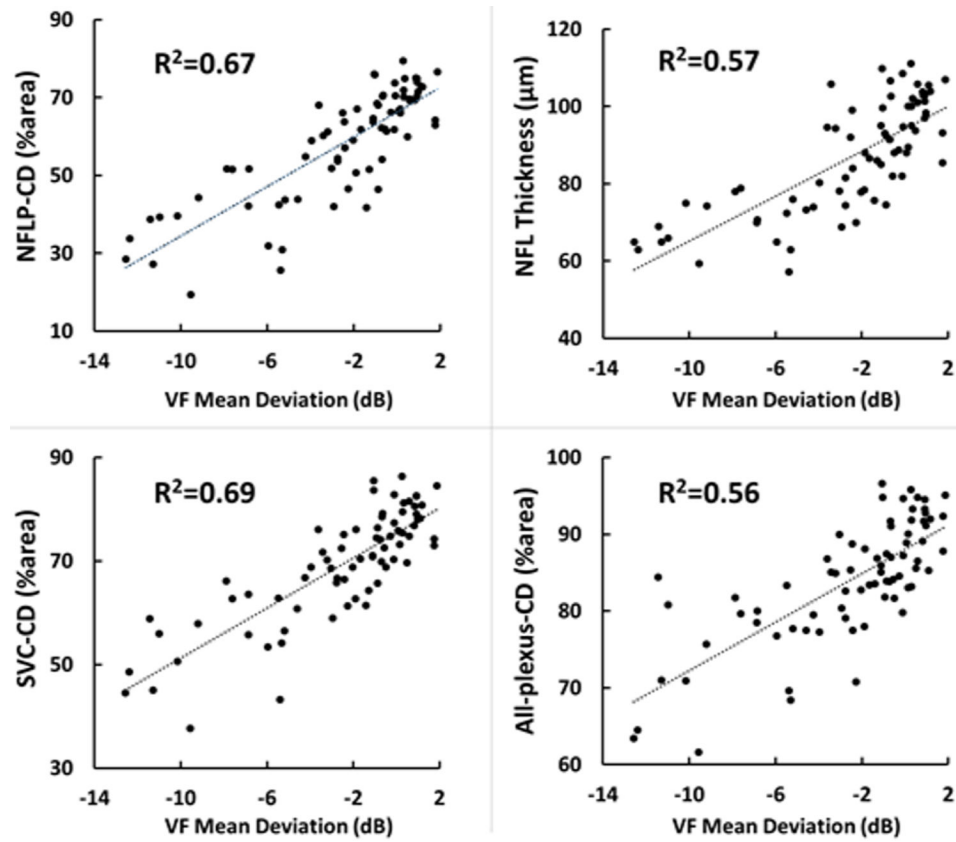 R²=0.67
NFLP-CD (%area)
90
70
50
30
10
-14 -10 -6 -2 2
VF Mean Deviation (dB)
R²=0.57
NFL Thickness (µm)
120
100
80
60
40
-14 -10 -6 -2 2
VF Mean Deviation (dB)
R²=0.69
SVC-CD (%area)
90
70
50
30
-14 -10 -6 -2 2
VF Mean Deviation (dB)
R²=0.56
All-plexus-CD (%area)
100
90
80
70
60
-14 -10 -6 -2 2
VF Mean Deviation (dB)